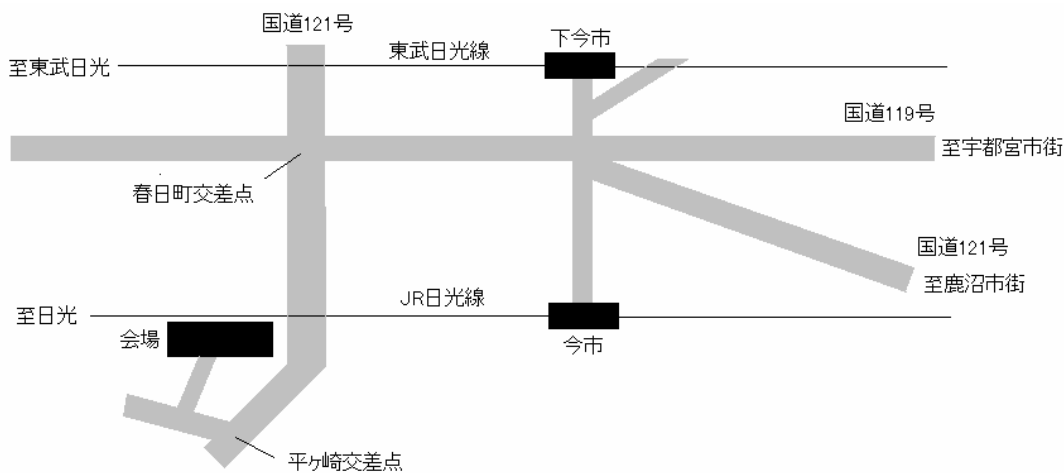 国道121号
下今市
東武日光線
至東武日光
国道119号
至宇都宮市街
春日町交差点
国道121号
至鹿沼市街
JR日光線
至日光
会場
今市
平ヶ崎交差点